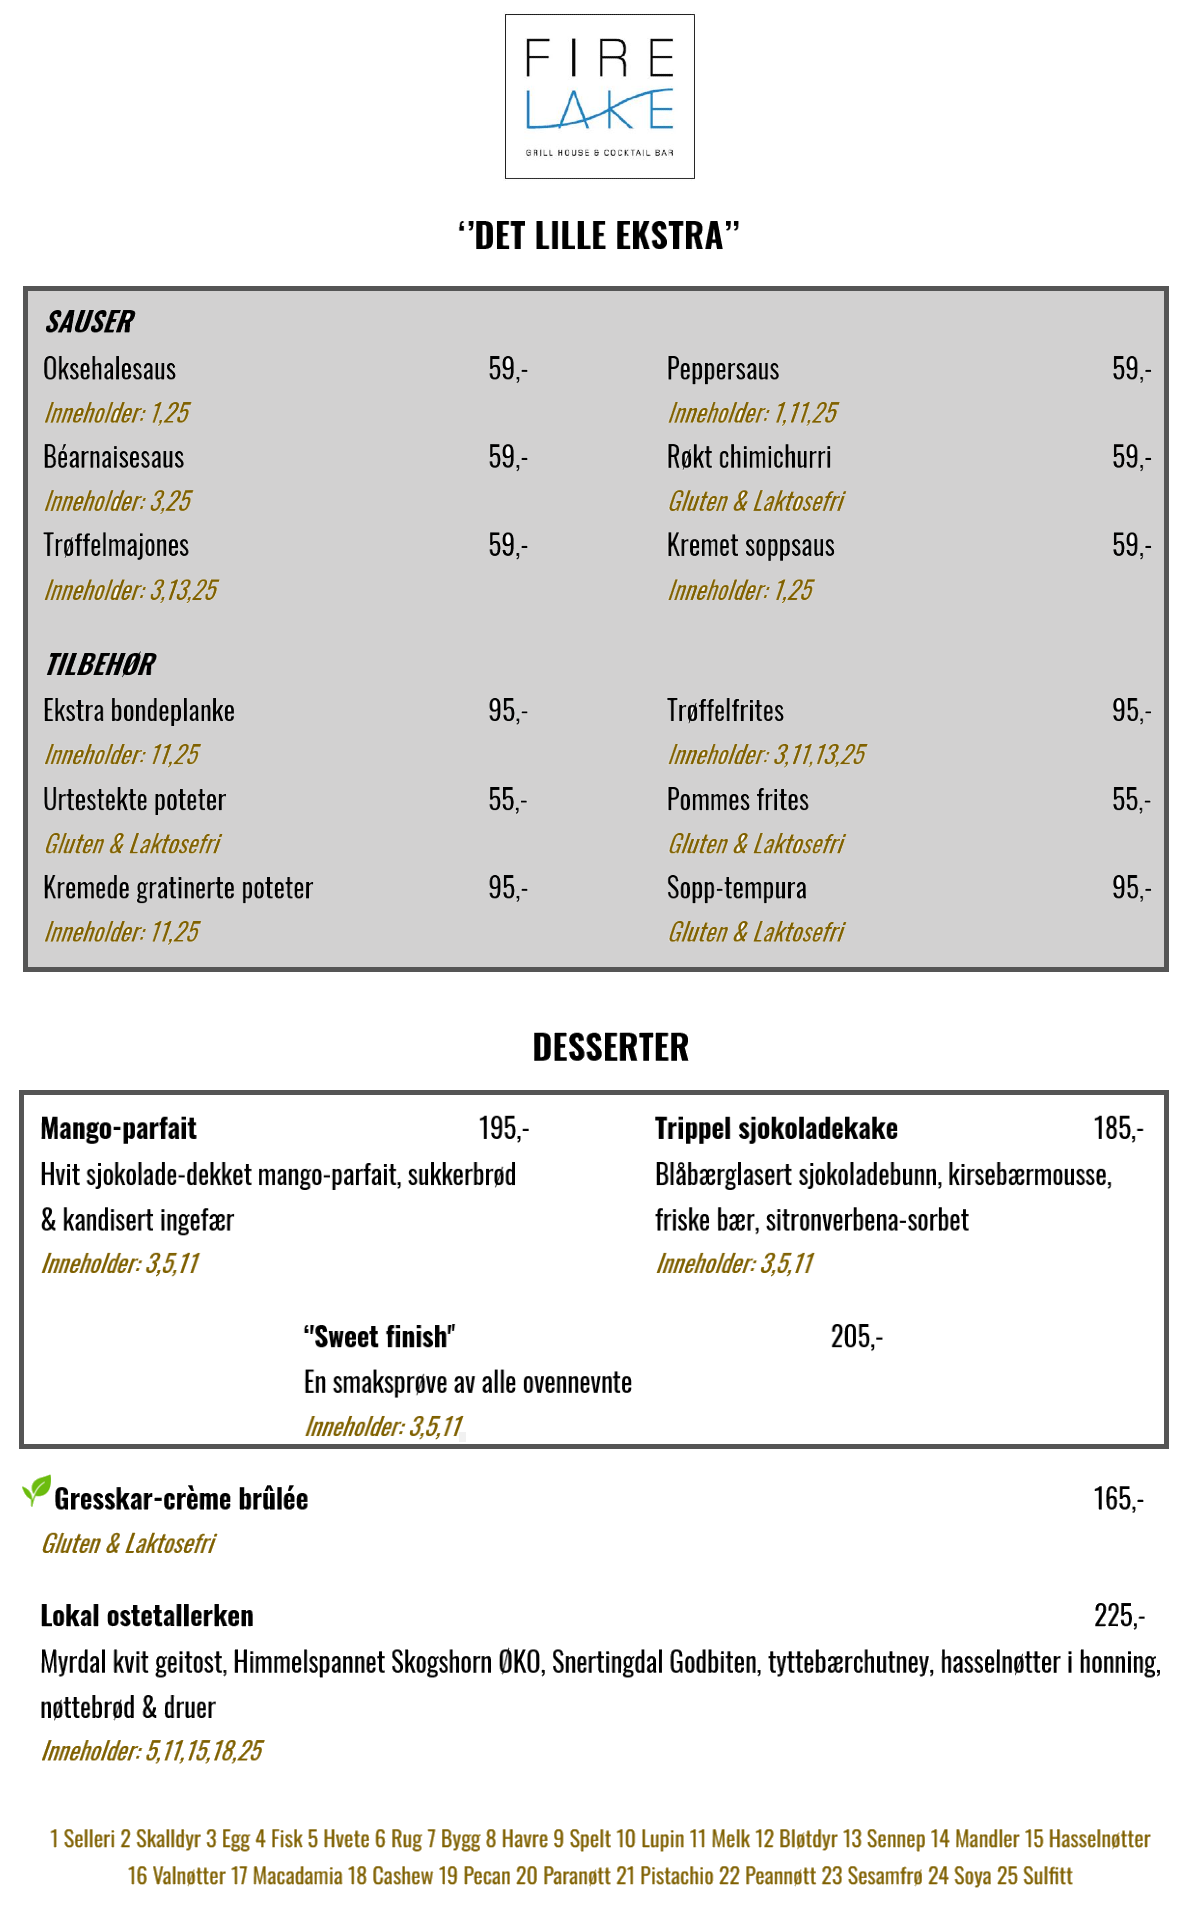 FIRE
LAKE
GRILL HOUSE & COCKTAIL BAR
‘’DET LILLE EKSTRA’’
SAUSER
Oksehalesaus 59,- Peppersaus 59,-
Inneholder: 1,25 Inneholder: 1,11,25
Béarnaisesaus 59,- Røkt chimichurri 59,-
Inneholder: 3,25 Gluten & Laktosefri
Trøffelmajones 59,- Kremet soppsaus 59,-
Inneholder: 3,13,25 Inneholder: 1,25
TILBEHØR
Ekstra bondeplanke 95,- Trøffelfrites 95,-
Inneholder: 11,25 Inneholder: 3,11,13,25
Urtestekte poteter 55,- Pommes frites 55,-
Gluten & Laktosefri Gluten & Laktosefri
Kremede gratinerte poteter 95,- Sopp-tempura 95,-
Inneholder: 11,25 Gluten & Laktosefri
DESSERTER
Mango-parfait 195,- Trippel sjokoladekake 185,-
Hvit sjokolade-dekket mango-parfait, sukkerbrød Blåbærglasert sjokoladebunn, kirsebærmousse,
& kandisert ingefær friske bær, sitronverbena-sorbet
Inneholder: 3,5,11 Inneholder: 3,5,11
‘’Sweet finish" 205,-
En smaksprøve av alle ovennevnte
Inneholder: 3,5,11
Gresskar-crème brûlée 165,-
Gluten & Laktosefri
Lokal ostetallerken 225,-
Myrdal kvit geitost, Himmelspannet Skogshorn ØKO, Snertingdal Godbiten, tyttebærchutney, hasselnøtter i honning,
nøttebrød & druer
Inneholder: 5,11,15,18,25
1 Selleri 2 Skalldyr 3 Egg 4 Fisk 5 Hvete 6 Rug 7 Bygg 8 Havre 9 Spelt 10 Lupin 11 Melk 12 Bløtdyr 13 Sennep 14 Mandler 15 Hasselnøtter
16 Valnøtter 17 Macadamia 18 Cashew 19 Pecan 20 Paranøtt 21 Pistachio 22 Peannøtt 23 Sesamfrø 24 Soya 25 Sulfitt